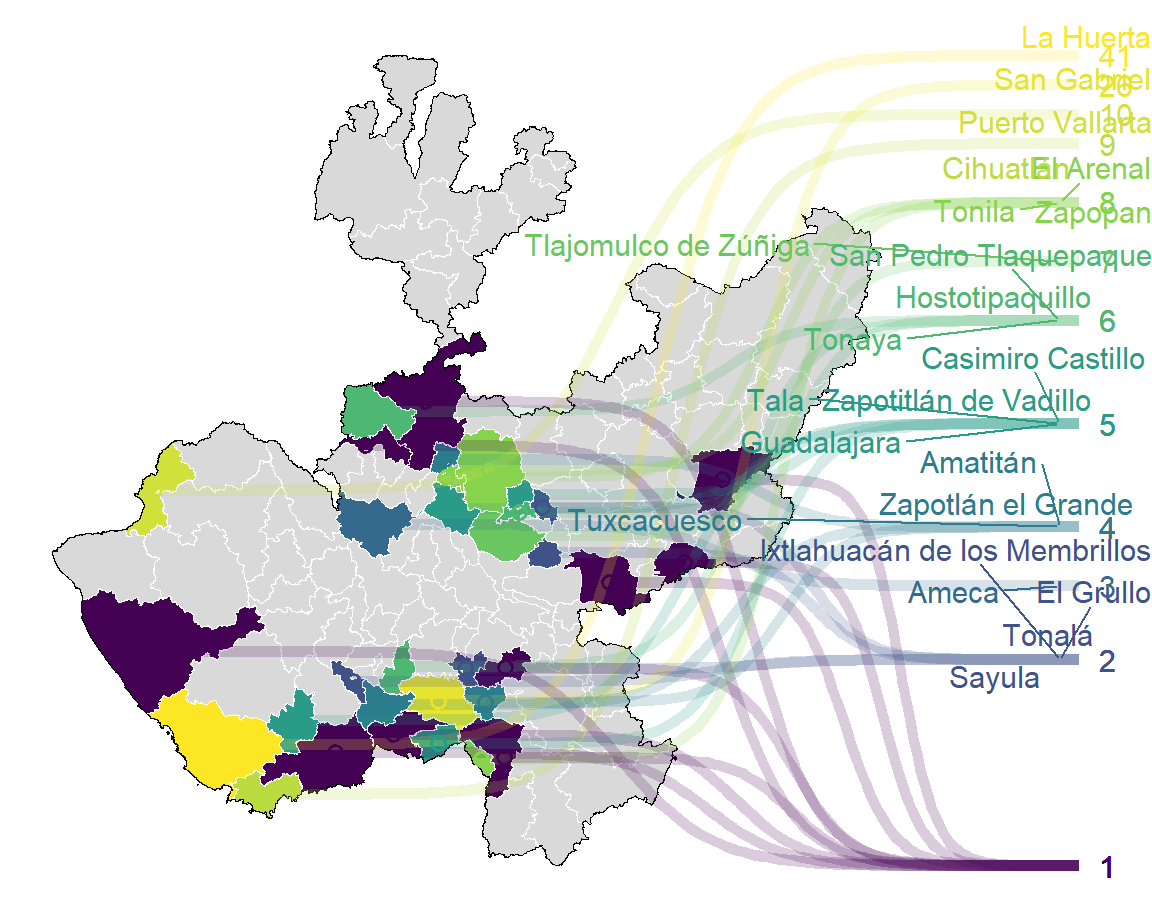 La Huerta
41
San Gabriel
26
10
Puerto Vallarta
9
Cihuatlán
El Arenal
8
Tonila
Zapopan
Tlajomulco de Zúñiga
San Pedro Tlaquepaque
7
Hostotipaquillo
6
Tonaya
Casimiro Castillo
Tala
Zapotitlán de Vadillo
5
Guadalajara
Amatitán
Zapotlán el Grande
Tuxcacuesco
4
Ixtlahuacán de los Membrillos
3
Ameca
El Grullo
Tonalá
2
Sayula
1